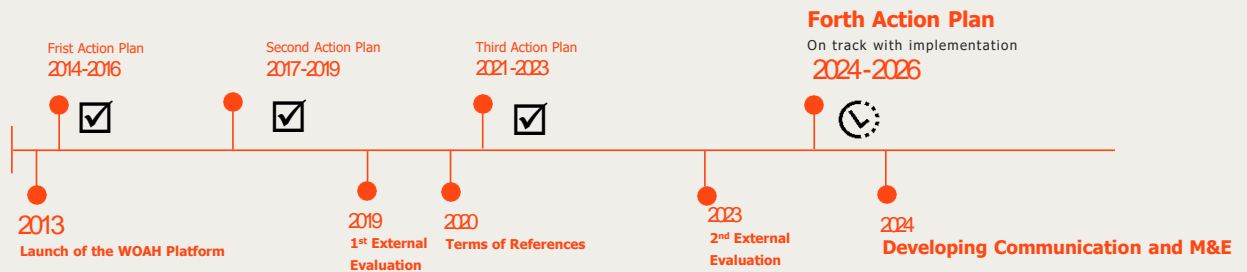 Frist Action Plan
2014-2016
Second Action Plan
2017-2019
Third Action Plan
2021-2023
Forth Action Plan
On track with implementation
2024-2026
2013
Launch of the WOAH Platform
2019
1st External
Evaluation
2020
Terms of References
2023
2nd External
Evaluation
2024
Developing Communication and M&E